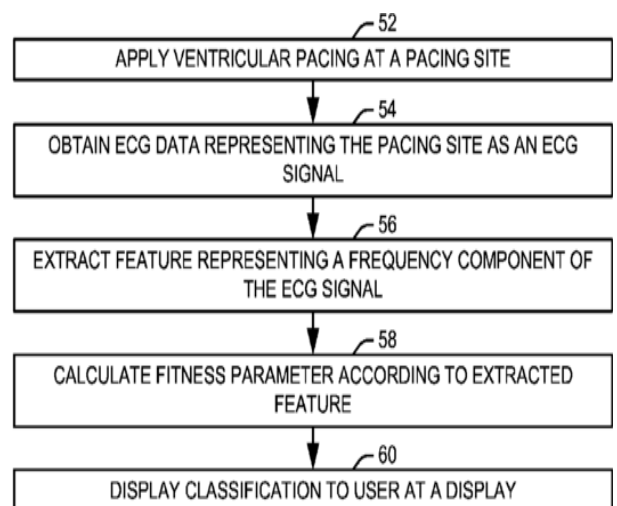 52
APPLY VENTRICULAR PACING AT A PACING SITE
54
OBTAIN ECG DATA REPRESENTING THE PACING SITE AS AN ECG
SIGNAL
56
EXTRACT FEATURE REPRESENTING A FREQUENCY COMPONENT OF
THE ECG SIGNAL
58
CALCULATE FITNESS PARAMETER ACCORDING TO EXTRACTED
FEATURE
60
DISPLAY CLASSIFICATION TO USER AT A DISPLAY